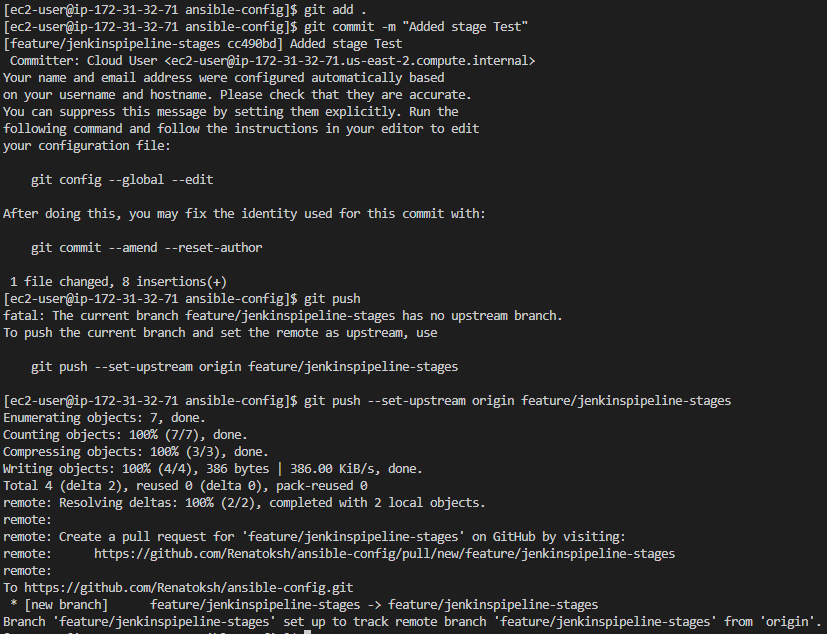 [ec2-user@ip-172-31-32-71 ansible-config]$ git add .
[ec2-user@ip-172-31-32-71 ansible-config]$ git commit -m "Added stage Test"
[feature/jenkinspipeline-stages cc490bd] Added stage Test
 Committer: Cloud User <ec2-user@ip-172-31-32-71.us-east-2.compute.internal>
Your name and email address were configured automatically based
on your username and hostname. Please check that they are accurate.
You can suppress this message by setting them explicitly. Run the
following command and follow the instructions in your editor to edit
your configuration file:

    git config --global --edit

After doing this, you may fix the identity used for this commit with:

    git commit --amend --reset-author

 1 file changed, 8 insertions(+)
[ec2-user@ip-172-31-32-71 ansible-config]$ git push
fatal: The current branch feature/jenkinspipeline-stages has no upstream branch.
To push the current branch and set the remote as upstream, use

    git push --set-upstream origin feature/jenkinspipeline-stages

[ec2-user@ip-172-31-32-71 ansible-config]$ git push --set-upstream origin feature/jenkinspipeline-stages
Enumerating objects: 7, done.
Counting objects: 100% (7/7), done.
Compressing objects: 100% (3/3), done.
Writing objects: 100% (4/4), 386 bytes | 386.00 KiB/s, done.
Total 4 (delta 2), reused 0 (delta 0), pack-reused 0
remote: Resolving deltas: 100% (2/2), completed with 2 local objects.
remote:
remote: Create a pull request for 'feature/jenkinspipeline-stages' on GitHub by visiting:
remote:      https://github.com/Renatoksh/ansible-config/pull/new/feature/jenkinspipeline-stages
remote:
To https://github.com/Renatoksh/ansible-config.git
 * [new branch]      feature/jenkinspipeline-stages -> feature/jenkinspipeline-stages
Branch 'feature/jenkinspipeline-stages' set up to track remote branch 'feature/jenkinspipeline-stages' from 'origin'.